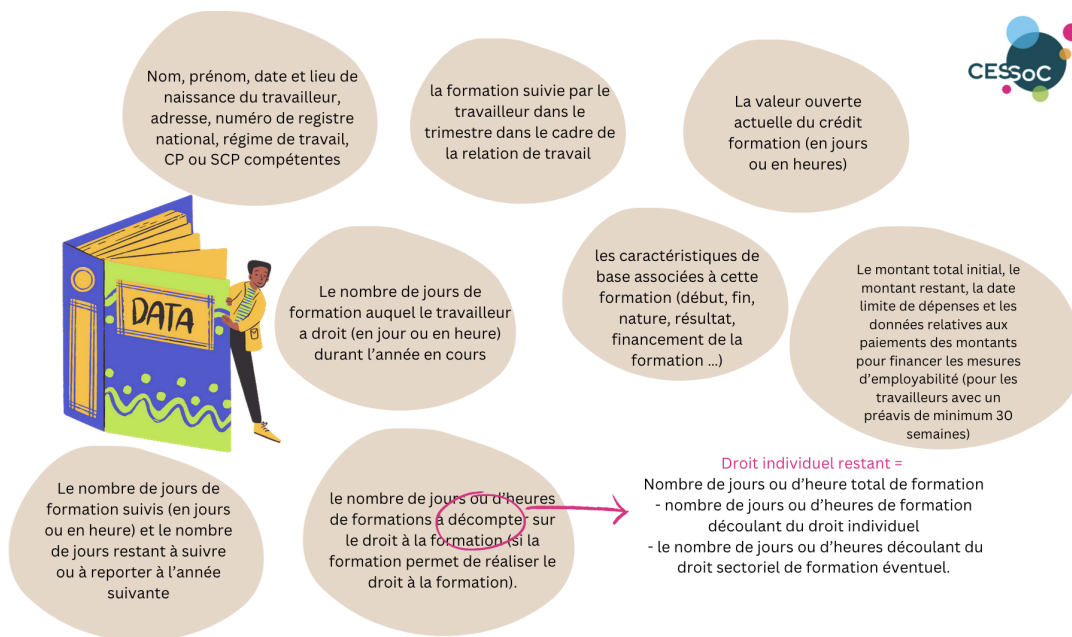 Nom, prénom, date et lieu de
naissance du travailleur,
adresse, numéro de registre
national, régime de travail,
CP ou SCP compétentes
la formation suivie par le
travailleur dans le
trimestre dans le cadre de
la relation de travail
La valeur ouverte
actuelle du crédit
formation (en jours
ou en heures)
CESSoC
DATA
Le nombre de jours de
formation auquel le travailleur
a droit (en jour ou en heure)
durant l'année en cours
les caractéristiques de
base associées à cette
formation (début, fin,
nature, résultat,
financement de la
formation ...)
Le montant total initial, le
montant restant, la date
limite de dépenses et les
données relatives aux
paiements des montants
pour financer les mesures
d'employabilité (pour les
travailleurs avec un
préavis de minimum 30
semaines)
Le nombre de jours de
formation suivis (en jours
ou en heure) et le nombre
de jours restant à suivre
ou à reporter à l'année
suivante
le nombre de jours ou d'heures
de formations à décompter sur
le droit à la formation (si la
formation permet de réaliser le
droit à la formation).
Droit individuel restant =
Nombre de jours ou d'heure total de formation
- nombre de jours ou d'heures de formation
découlant du droit individuel
- le nombre de jours ou d'heures découlant du
droit sectoriel de formation éventuel.